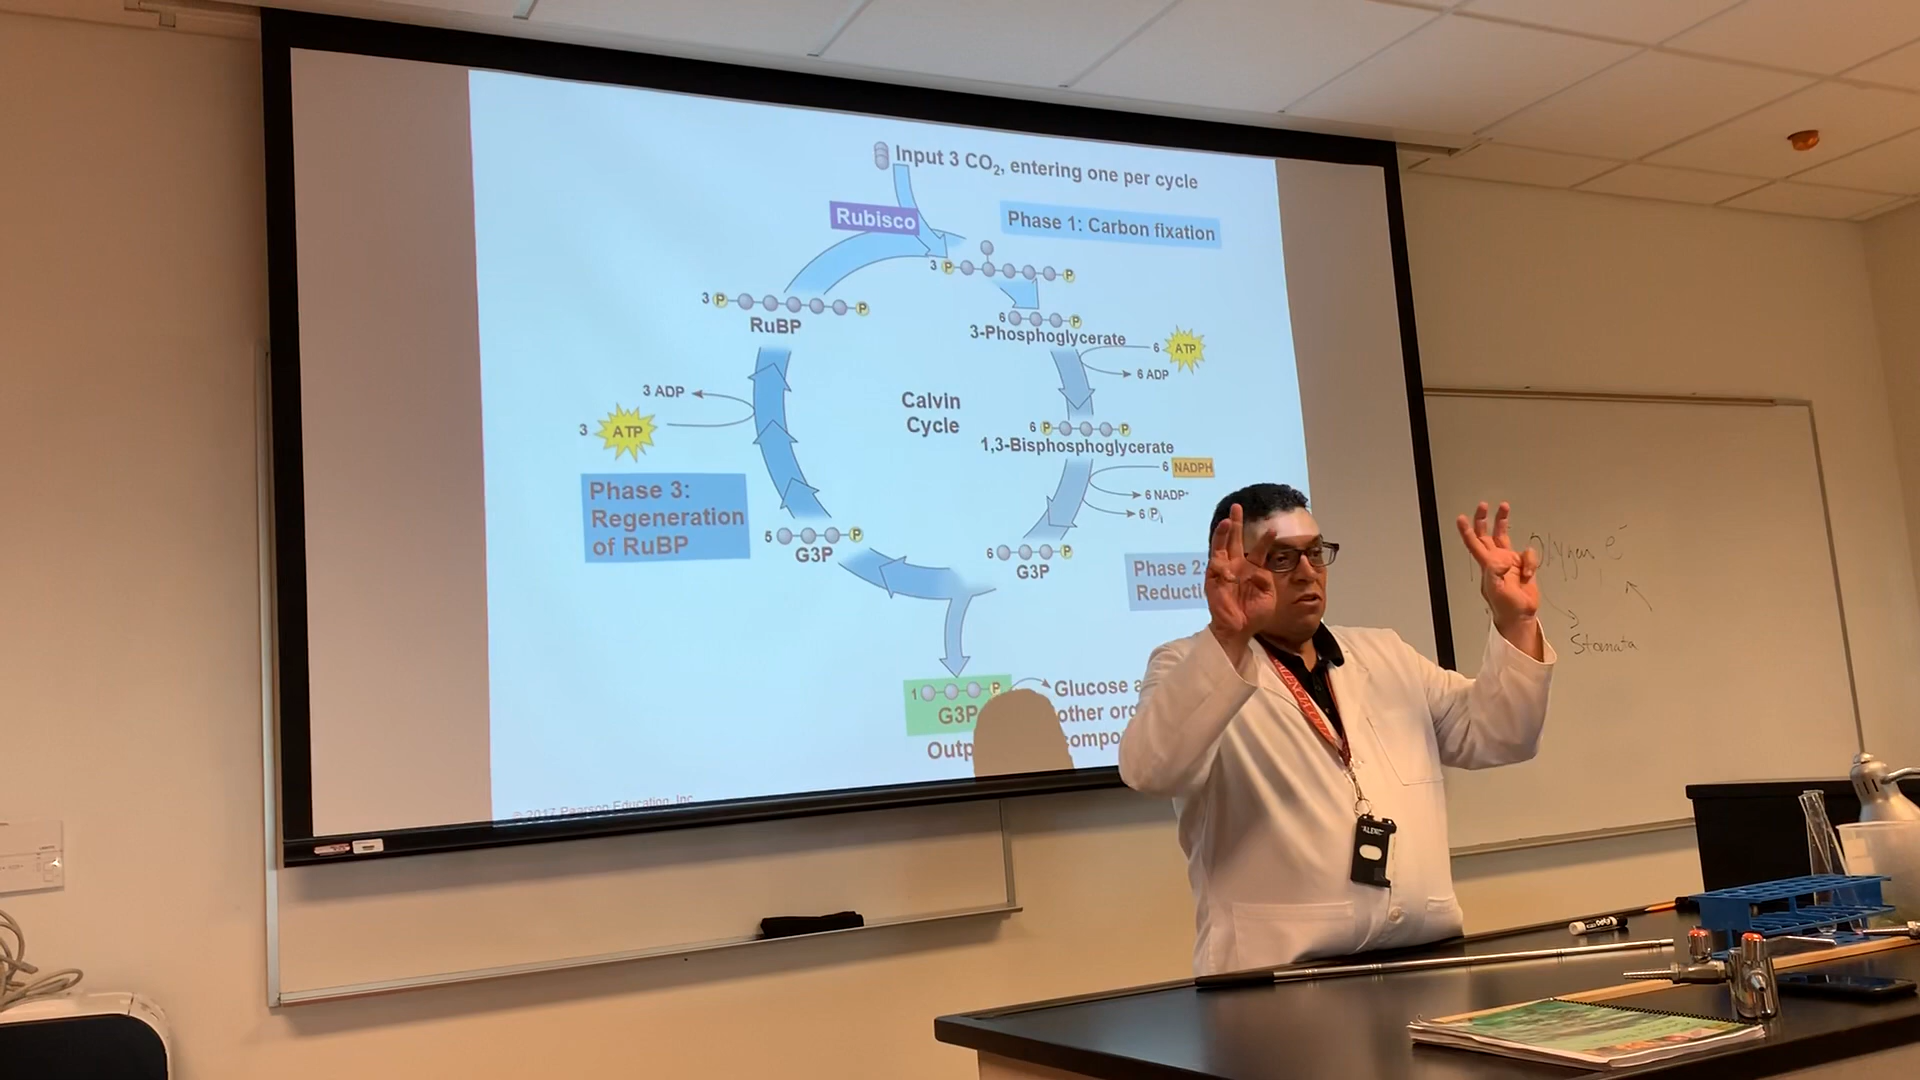 Input 3 CO₂, entering one per cycle
Rubisco
Phase 1: Carbon fixation
3 P P
3 P P
RuBP
6 P
3-Phosphoglycerate
6 ATP
6 ADP
3 ADP
3 ATP
Calvin
Cycle
6 P P
1,3-Bisphosphoglycerate
6 NADPH
6 NADP⁺
6 Pᵢ
Phase 3:
Regeneration
of RuBP
5 P
G3P
6 P
G3P
Phase 2:
Reducti
1 P
G3P
Outp
Glucose a
other org
compo
© 2017 Pearson Education, Inc.
e⁻
Stomata